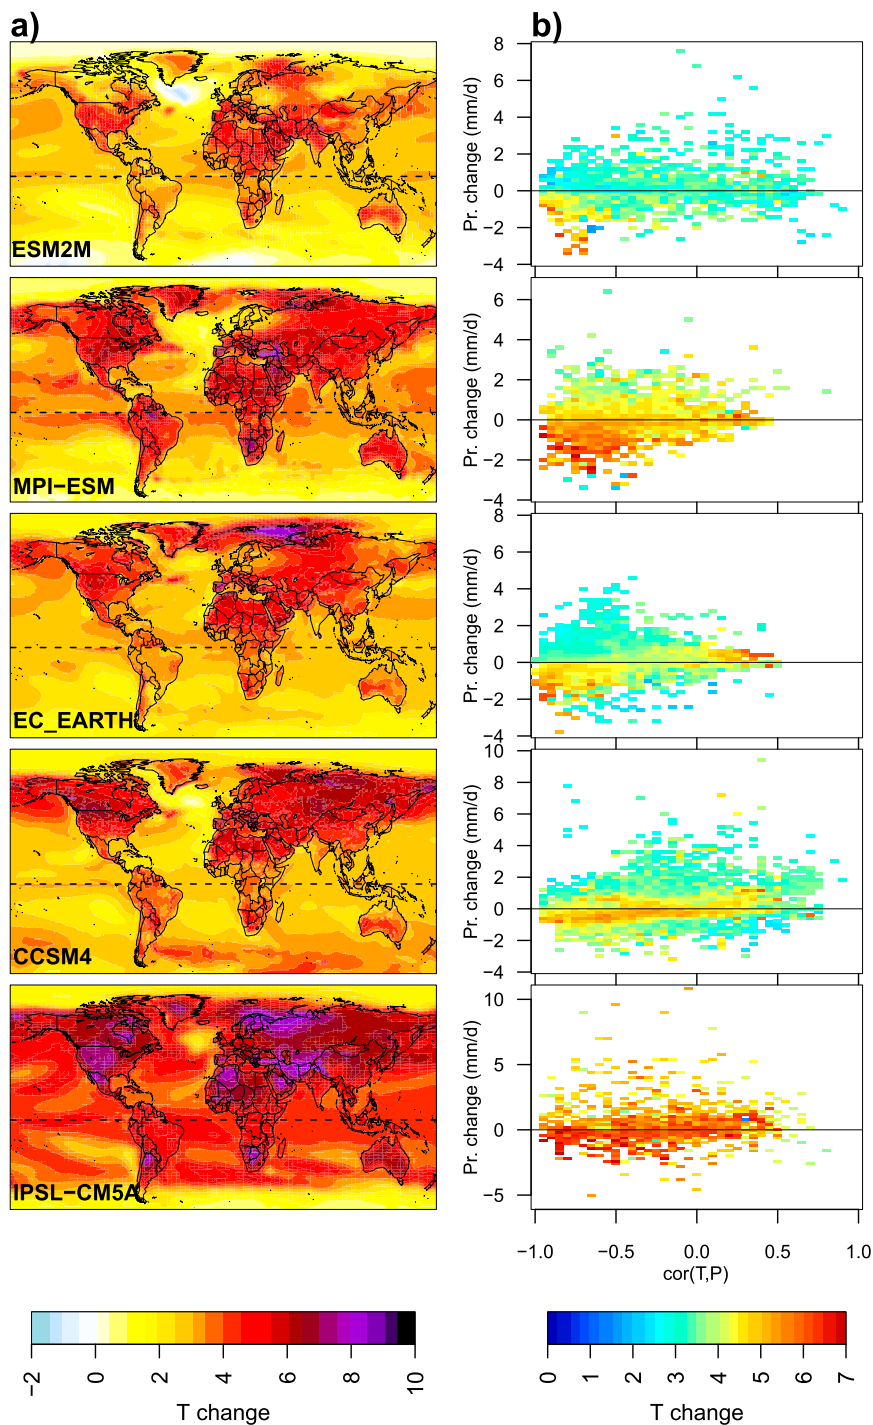 a)
b)
ESM2M
Pr. change (mm/d)
8
6
4
2
0
−2
−4
MPI−ESM
Pr. change (mm/d)
6
4
2
0
−2
−4
EC_EARTH
Pr. change (mm/d)
8
6
4
2
0
−2
−4
CCSM4
Pr. change (mm/d)
10
8
6
4
2
0
−2
−4
IPSL−CM5A
Pr. change (mm/d)
10
5
0
−5
−1.0 −0.5 0.0 0.5 1.0
cor(T,P)
−2 0 2 4 6 8 10
T change
0 1 2 3 4 5 6 7
T change